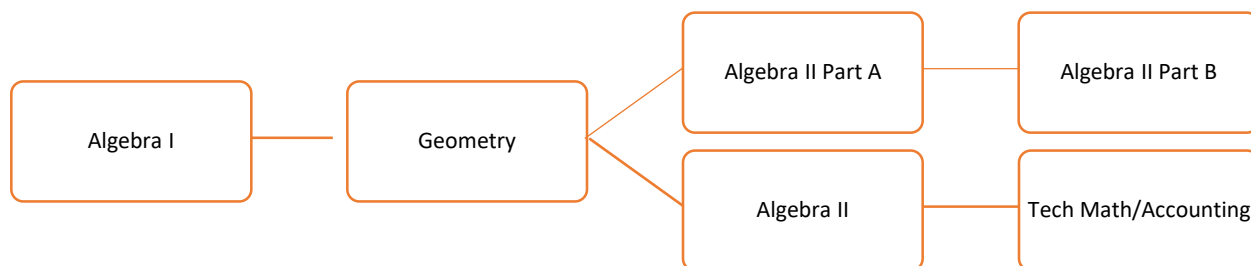 Algebra I
Geometry
Algebra II Part A
Algebra II Part B
Algebra II
Tech Math/Accounting